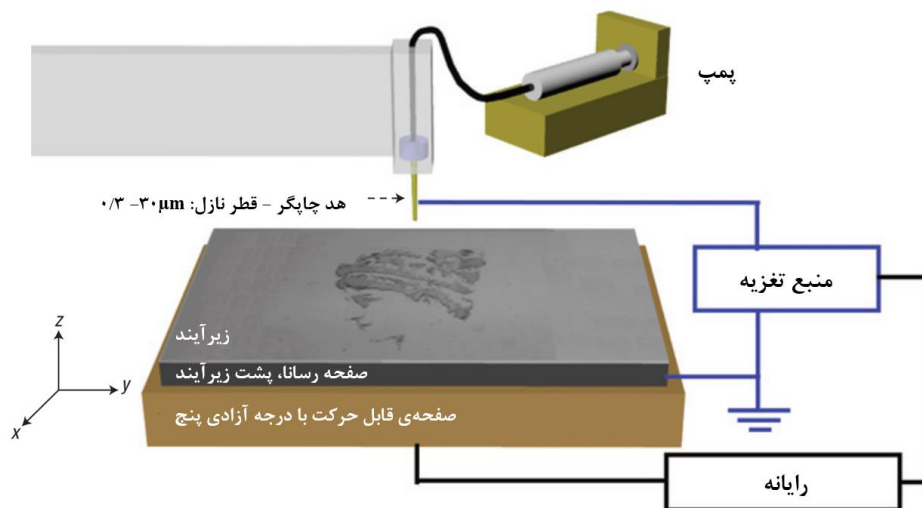 پمپ
هد چاپگر – قطر نازل: ۰/۳ -۳۰µm
منبع تغزیه
زیرآیند
صفحه رسانا، پشت زیرآیند
صفحه‌ی قابل حرکت با درجه آزادی پنج
رایانه
z
y
x